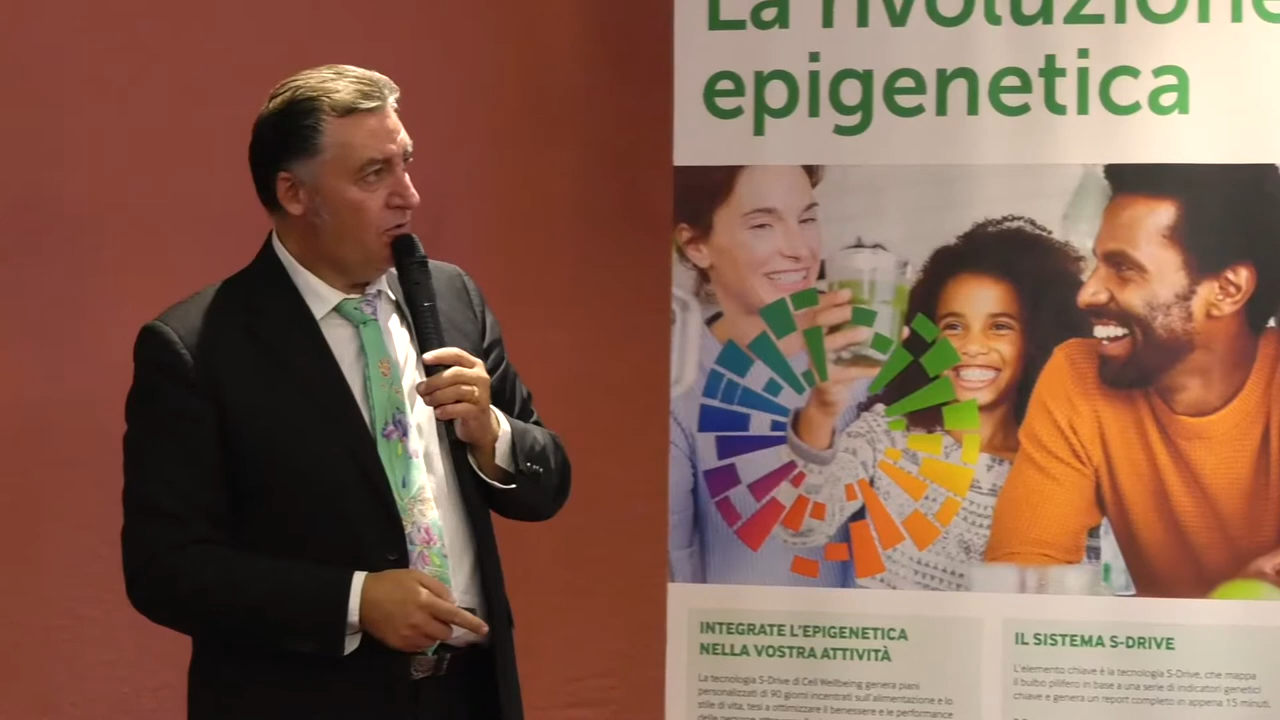 La rivoluzione
epigenetica
INTEGRATE L'EPIGENETICA
NELLA VOSTRA ATTIVITÀ
La tecnologia S-Drive di Cell Wellbeing genera piani
personalizzati di 90 giorni incentrati sull'alimentazione e lo
stile di vita, tesi a ottimizzare il benessere e le performance
delle persone
IL SISTEMA S-DRIVE
L'elemento chiave è la tecnologia S-Drive, che mappa
il bulbo pilifero in base a una serie di indicatori genetici
chiave e genera un report completo in appena 15 minuti.